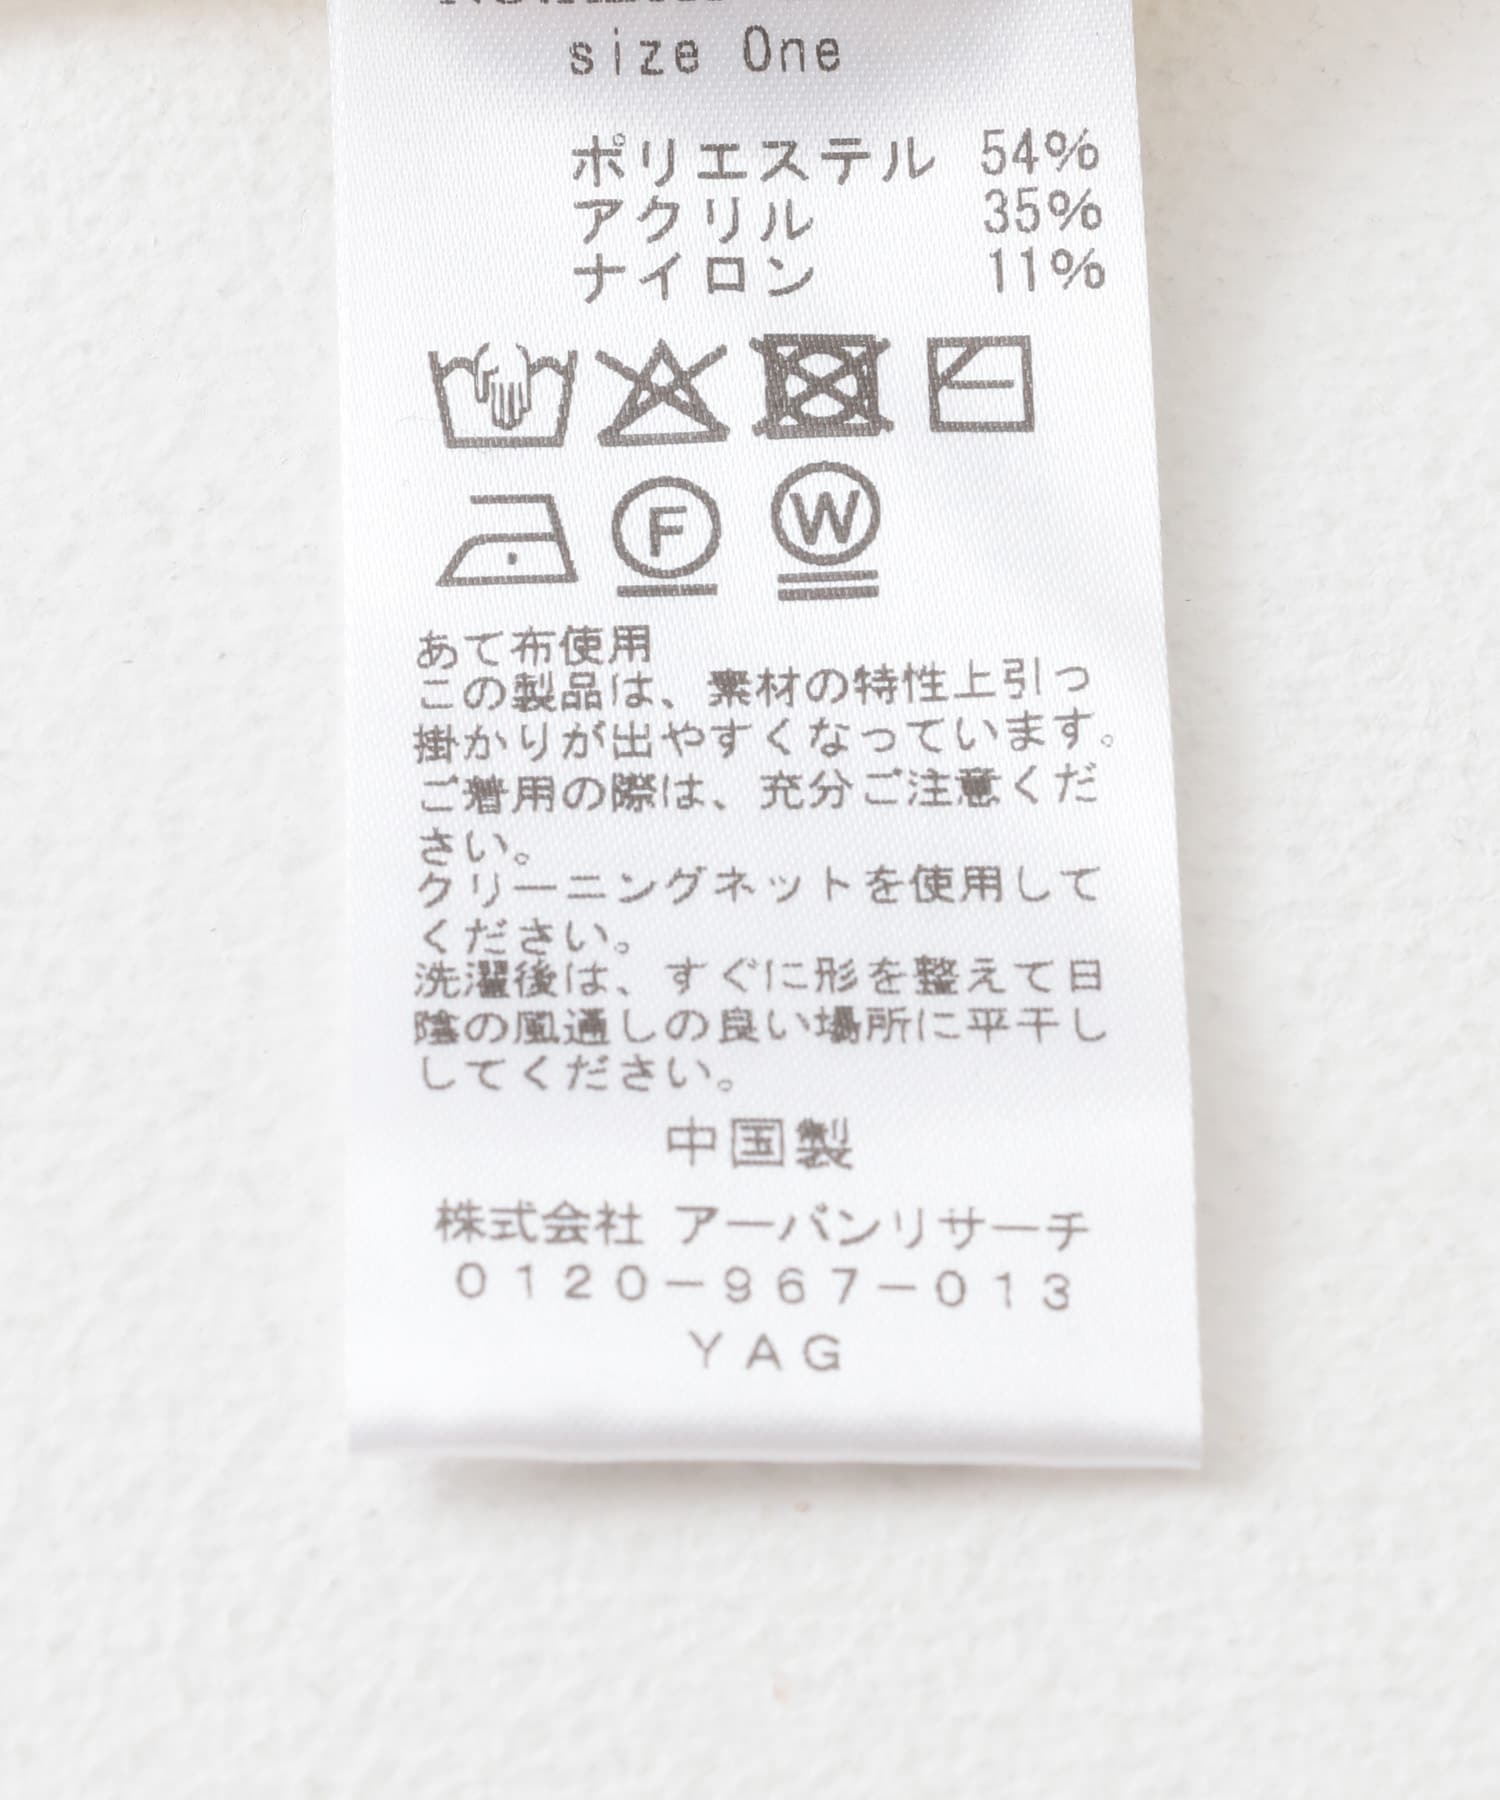 size One
ポリエステル 54%
アクリル 35%
ナイロン 11%
F W
あて布使用
この製品は、素材の特性上引っ
掛かりが出やすくなっています。
ご着用の際は、充分ご注意くだ
さい。
クリーニングネットを使用して
ください。
洗濯後は、すぐに形を整えて日
陰の風通しの良い場所に平干し
してください。
中国製
株式会社 アーバンリサーチ
0120-967-013
YAG